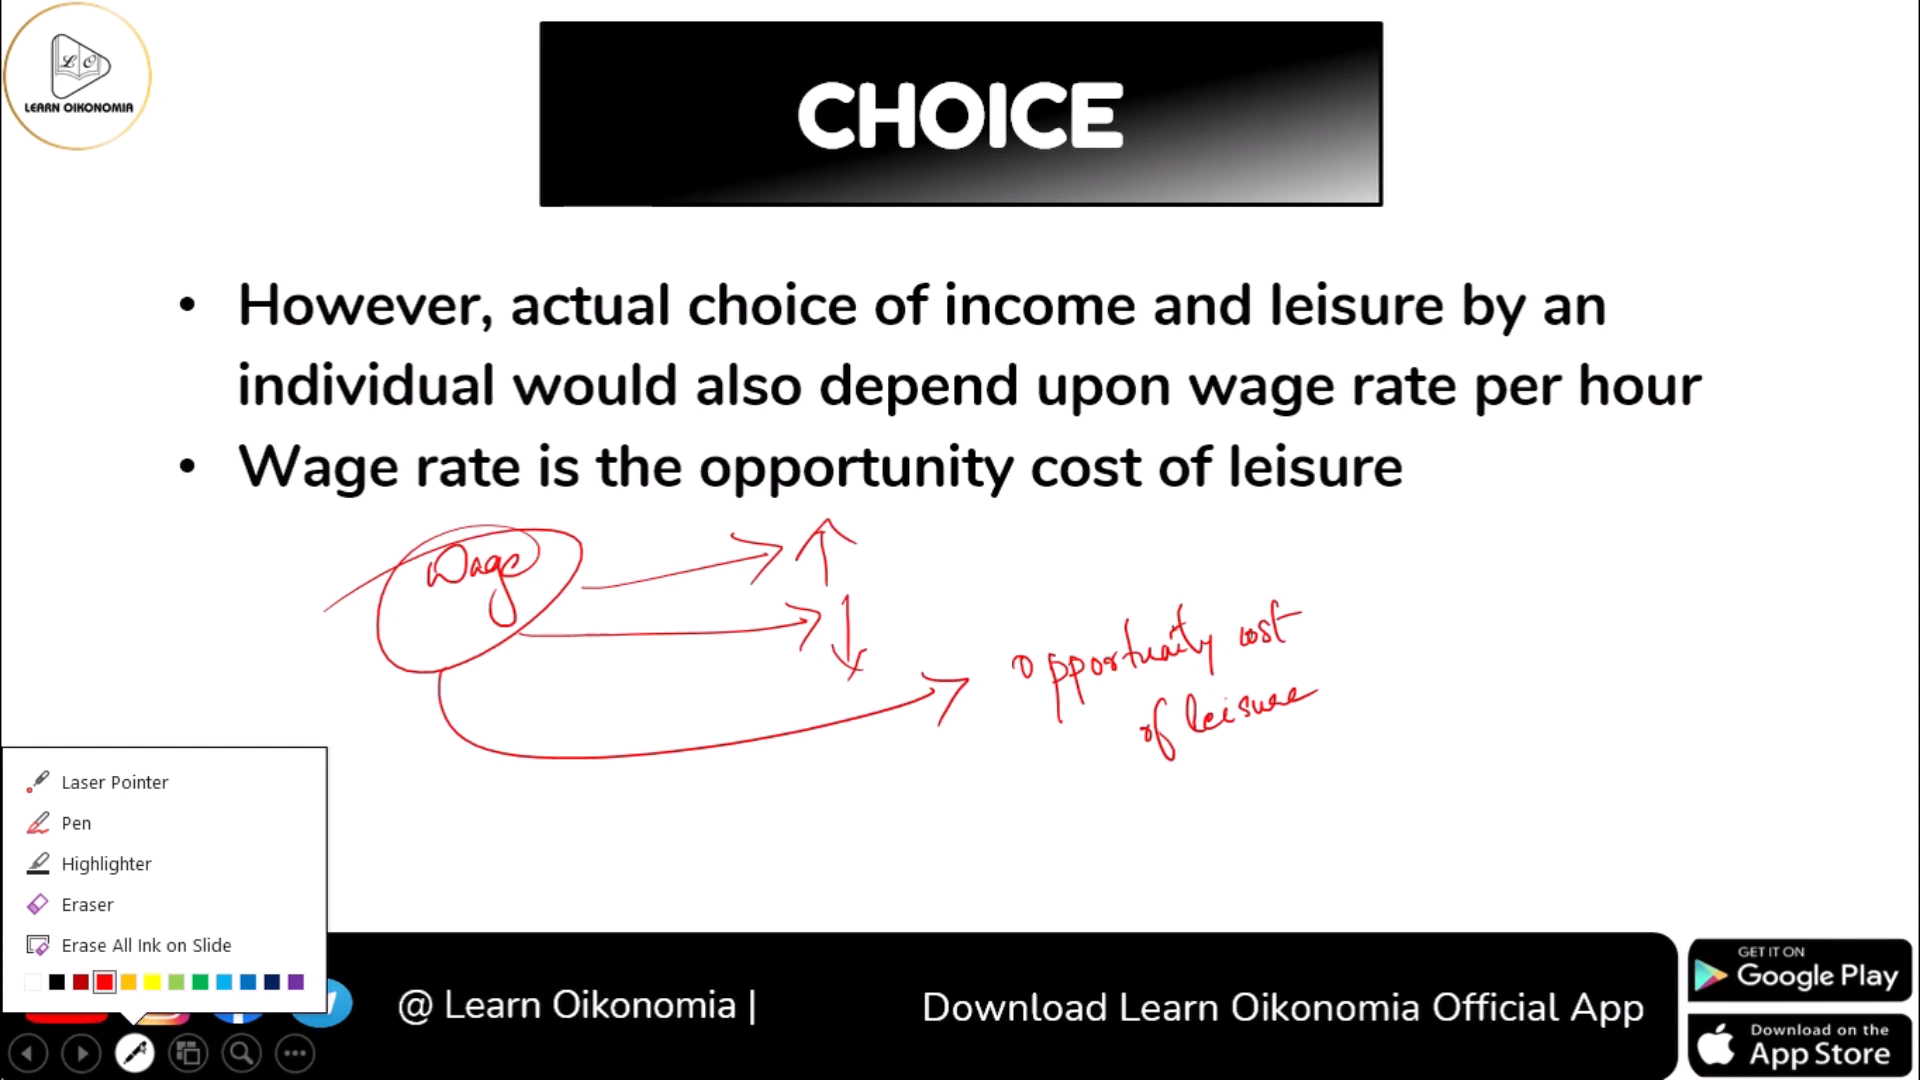 L O
LEARN OIKONOMIA
CHOICE
• However, actual choice of income and leisure by an
individual would also depend upon wage rate per hour
• Wage rate is the opportunity cost of leisure
Wage
opportunity cost
of leisure
Laser Pointer
Pen
Highlighter
Eraser
Erase All Ink on Slide
@ Learn Oikonomia |
Download Learn Oikonomia Official App
GET IT ON
Google Play
Download on the
App Store